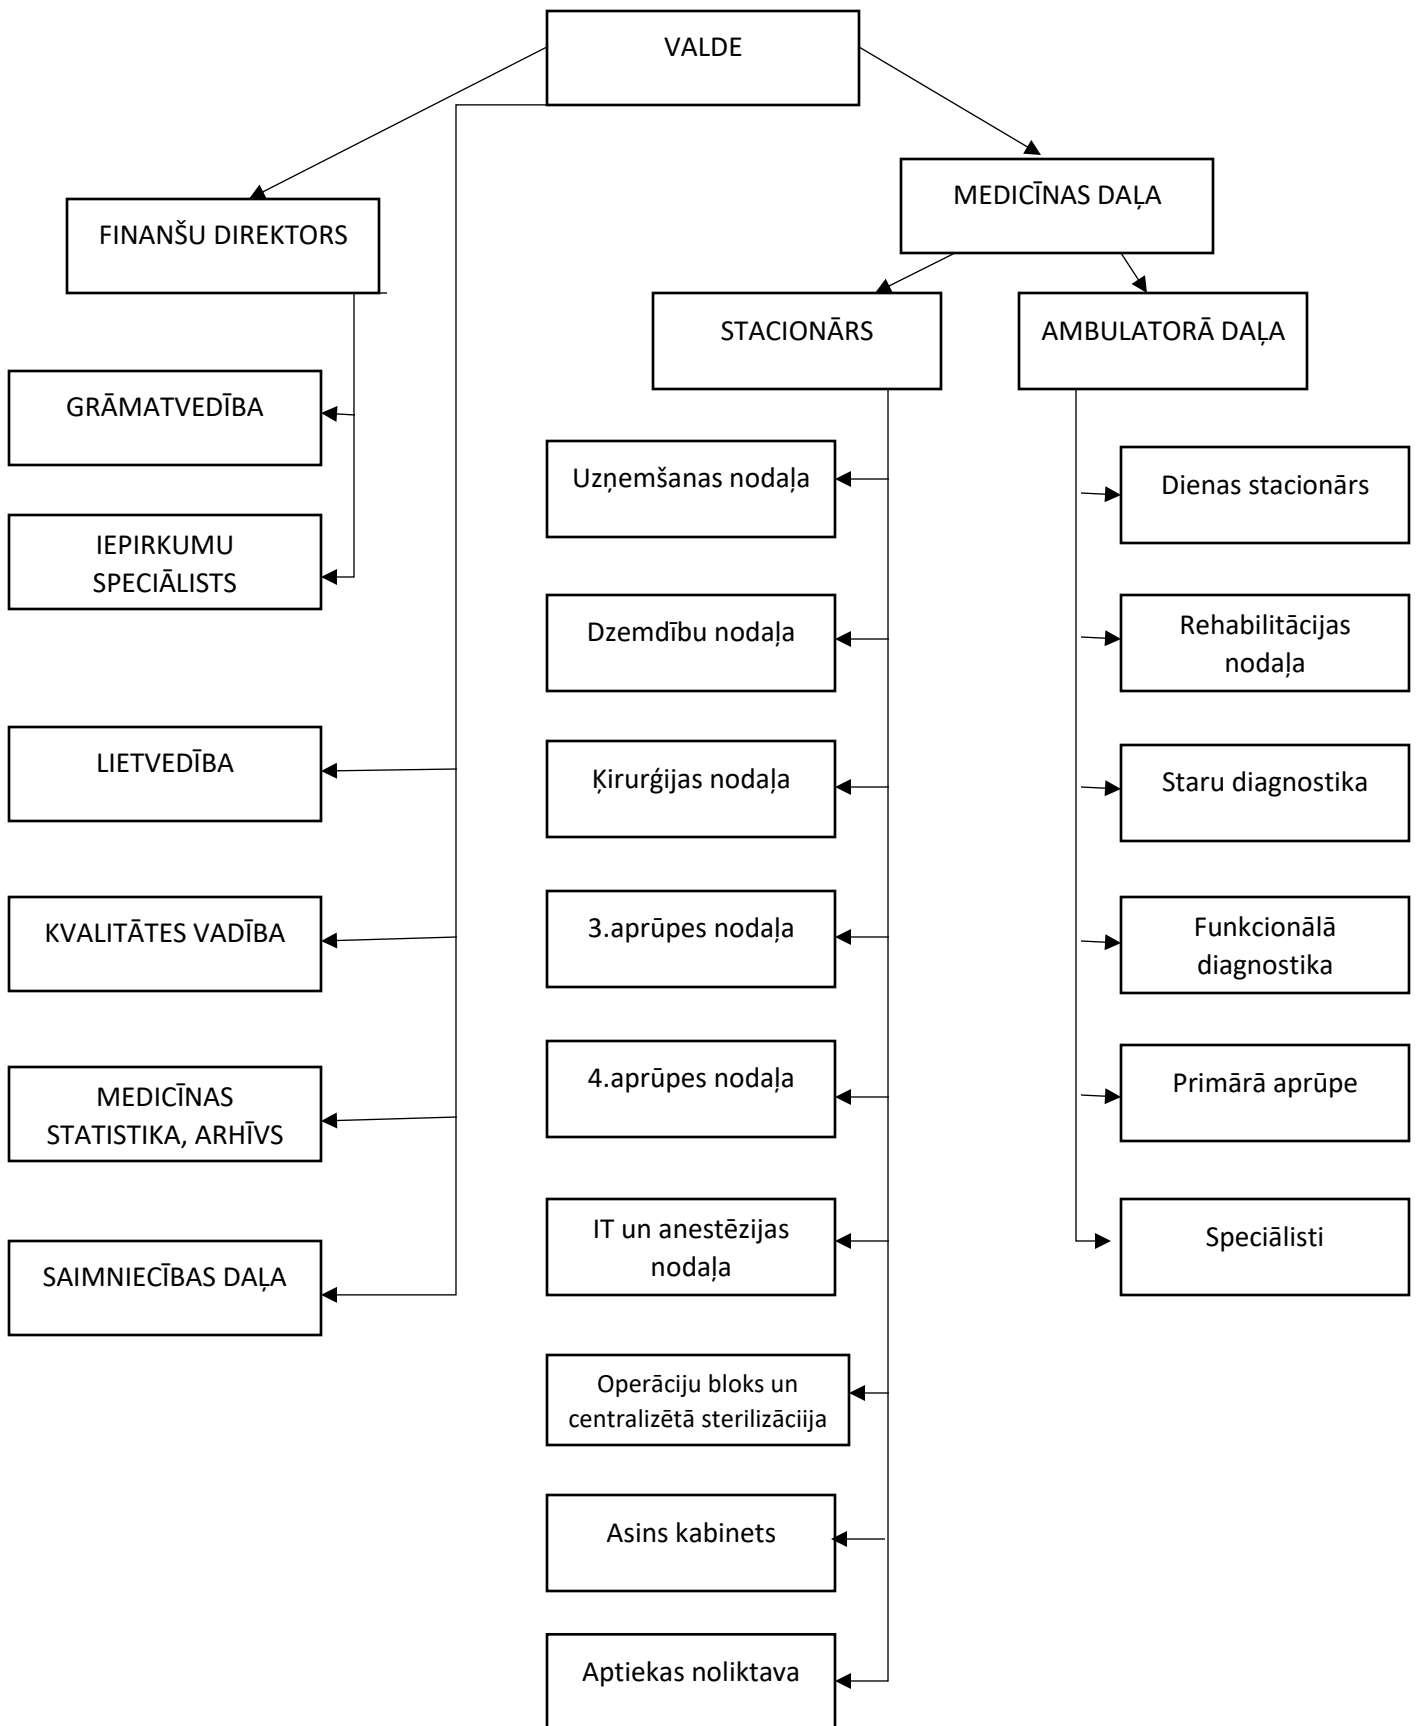 VALDE
MEDICĪNAS DAĻA
FINANŠU DIREKTORS
STACIONĀRS
AMBULATORĀ DAĻA
GRĀMATVEDĪBA
IEPIRKUMU
SPECIĀLISTS
LIETVEDĪBA
KVALITĀTES VADĪBA
MEDICĪNAS
STATISTIKA, ARHĪVS
SAIMNIECĪBAS DAĻA
Uzņemšanas nodaļa
Dzemdību nodaļa
Ķirurģijas nodaļa
3.aprūpes nodaļa
4.aprūpes nodaļa
IT un anestēzijas
nodaļa
Operāciju bloks un
centralizētā sterilizāciija
Asins kabinets
Aptiekas noliktava
Dienas stacionārs
Rehabilitācijas
nodaļa
Staru diagnostika
Funkcionālā
diagnostika
Primārā aprūpe
Speciālisti